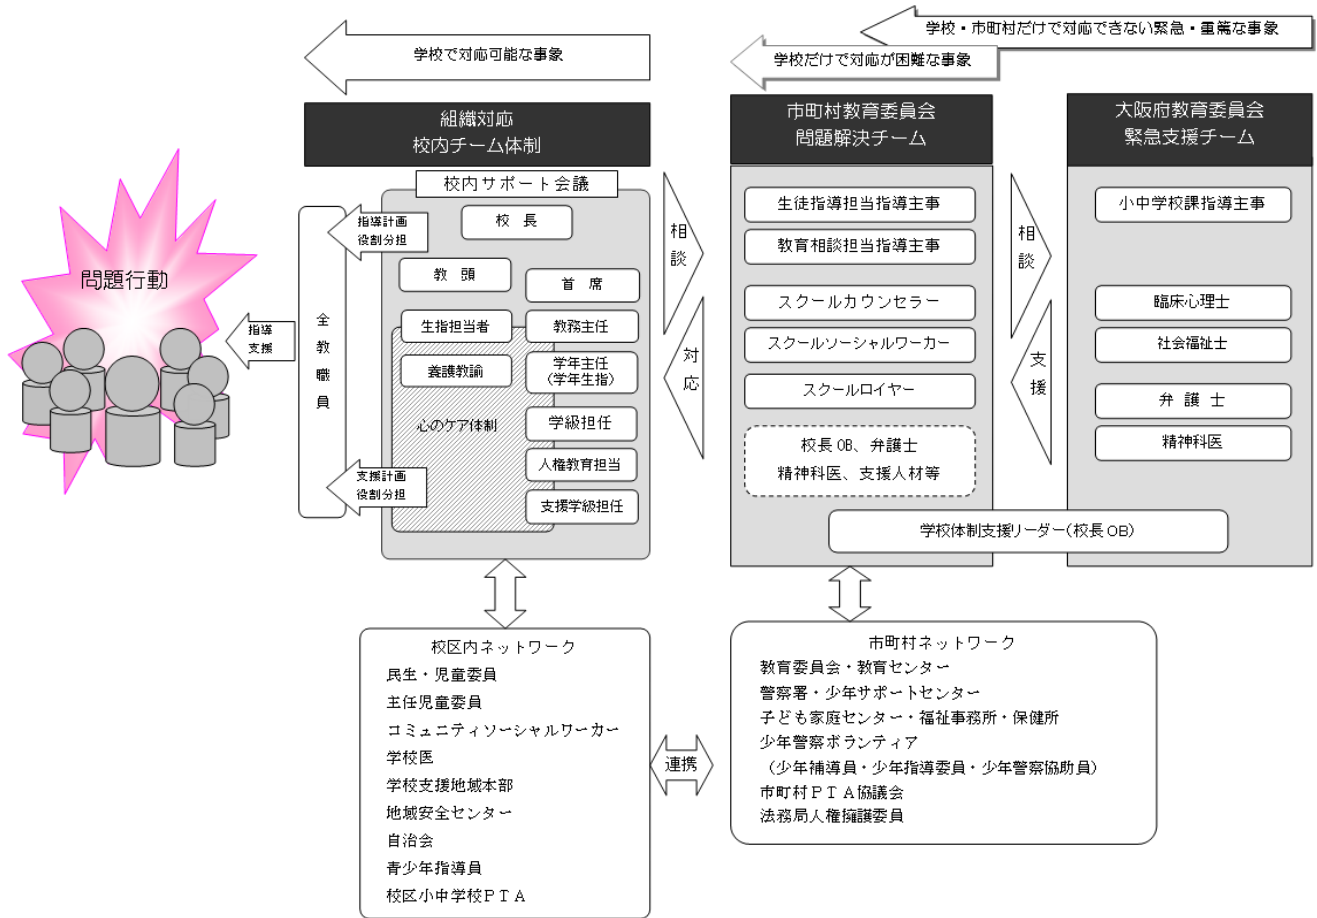 学校・市町村だけで対応できない緊急・重篤な事象
学校で対応可能な事象
学校だけで対応が困難な事象
組織対応
校内チーム体制
市町村教育委員会
問題解決チーム
大阪府教育委員会
緊急支援チーム
問題行動
指導
支援
全教職員
校内サポート会議
指導計画
役割分担
校　長
教　頭
首　席
生指担当者
教務主任
養護教諭
学年主任
(学年生指)
心のケア体制
学級担任
人権教育担当
支援計画
役割分担
支援学級担任
相談
対応
生徒指導担当指導主事
教育相談担当指導主事
スクールカウンセラー
スクールソーシャルワーカー
スクールロイヤー
校長OB、弁護士
精神科医、支援人材等
相談
支援
小中学校課指導主事
臨床心理士
社会福祉士
弁　護　士
精神科医
学校体制支援リーダー(校長OB)
校区内ネットワーク
民生・児童委員
主任児童委員
コミュニティソーシャルワーカー
学校医
学校支援地域本部
地域安全センター
自治会
青少年指導員
校区小中学校ＰＴＡ
連携
市町村ネットワーク
教育委員会・教育センター
警察署・少年サポートセンター
子ども家庭センター・福祉事務所・保健所
少年警察ボランティア
（少年補導員・少年指導委員・少年警察協助員）
市町村ＰＴＡ協議会
法務局人権擁護委員